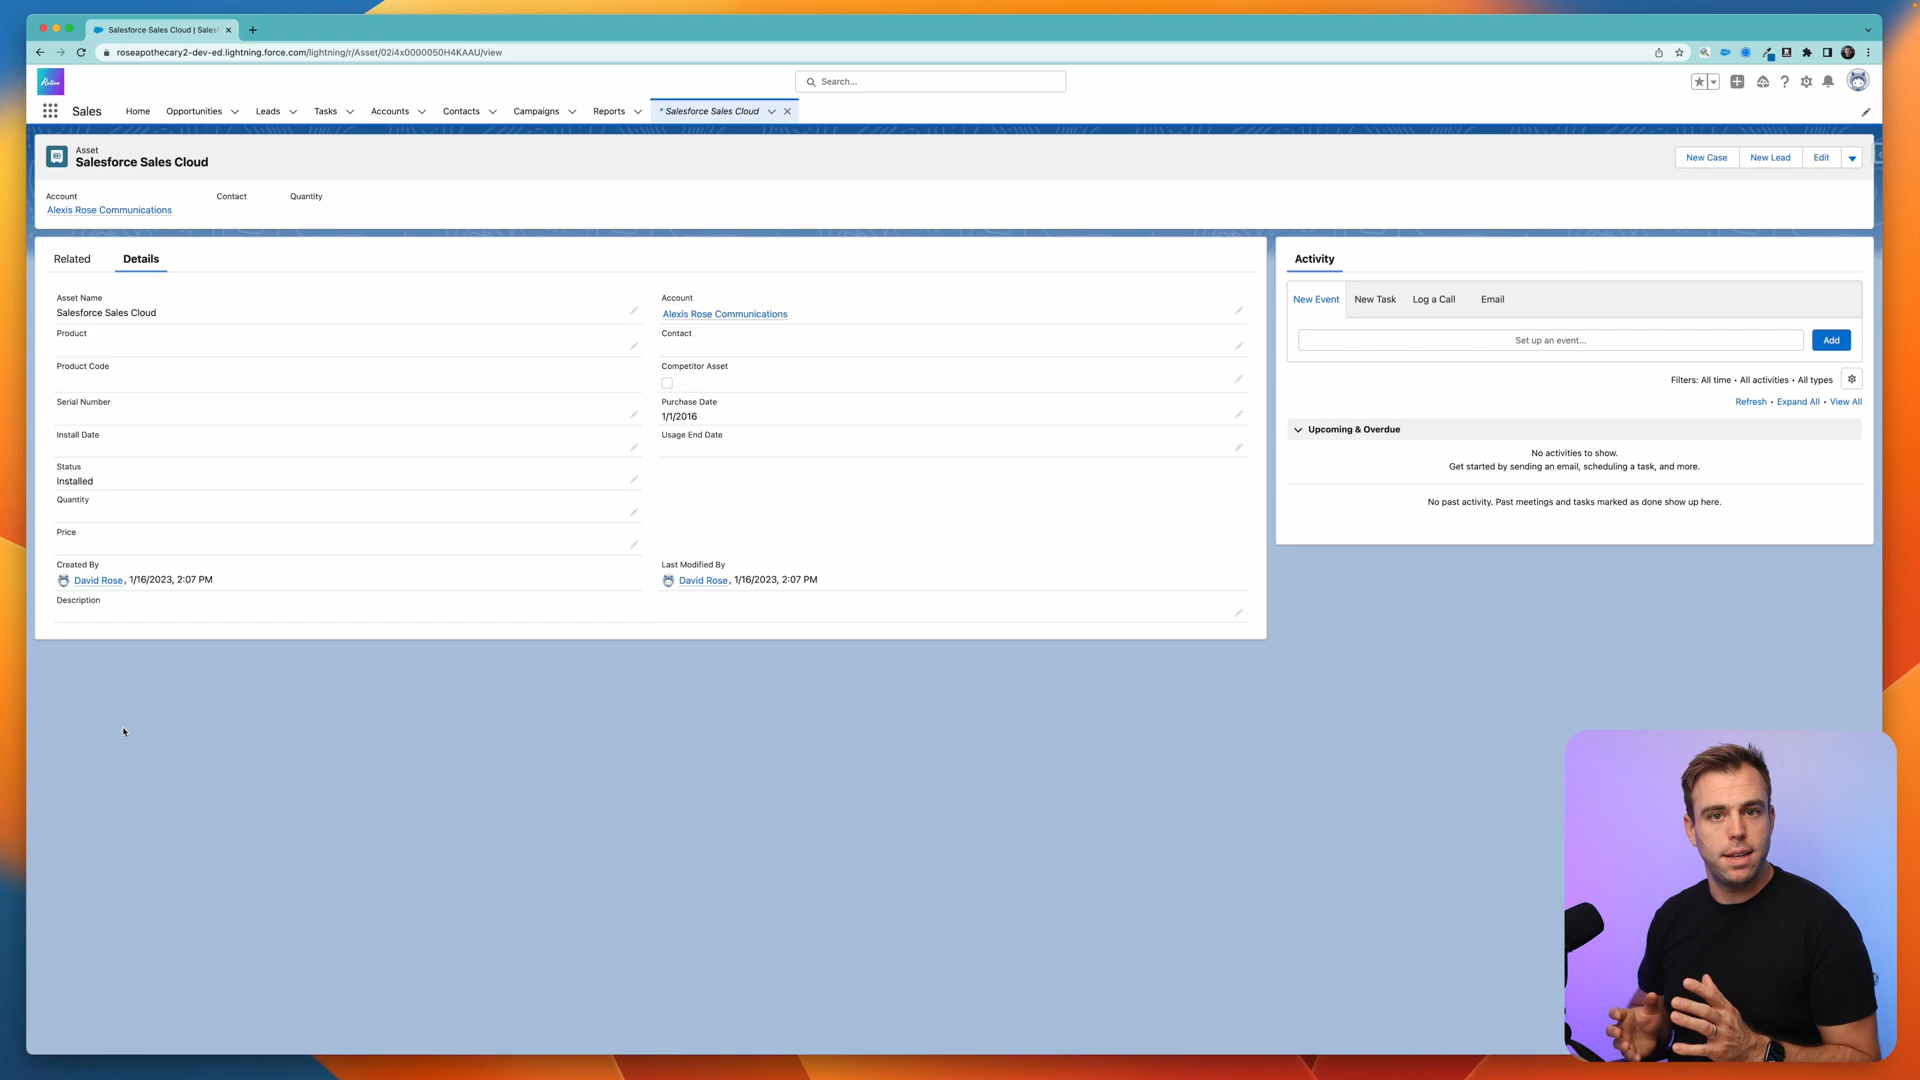 Salesforce Sales Cloud | Salesf
roseapothecary2-dev-ed.lightning.force.com/lightning/r/Asset/02i4x0000050H4KAAU/view
Search...
Sales
Home
Opportunities
Leads
Tasks
Accounts
Contacts
Campaigns
Reports
* Salesforce Sales Cloud
Asset
Salesforce Sales Cloud
New Case
New Lead
Edit
Account
Contact
Quantity
Alexis Rose Communications
Related
Details
Asset Name
Salesforce Sales Cloud
Account
Alexis Rose Communications
Product
Contact
Product Code
Competitor Asset
Serial Number
Purchase Date
1/1/2016
Install Date
Usage End Date
Status
Installed
Quantity
Price
Created By
David Rose, 1/16/2023, 2:07 PM
Last Modified By
David Rose, 1/16/2023, 2:07 PM
Description
Activity
New Event
New Task
Log a Call
Email
Set up an event...
Add
Filters: All time • All activities • All types
Refresh • Expand All • View All
Upcoming & Overdue
No activities to show.
Get started by sending an email, scheduling a task, and more.
No past activity. Past meetings and tasks marked as done show up here.